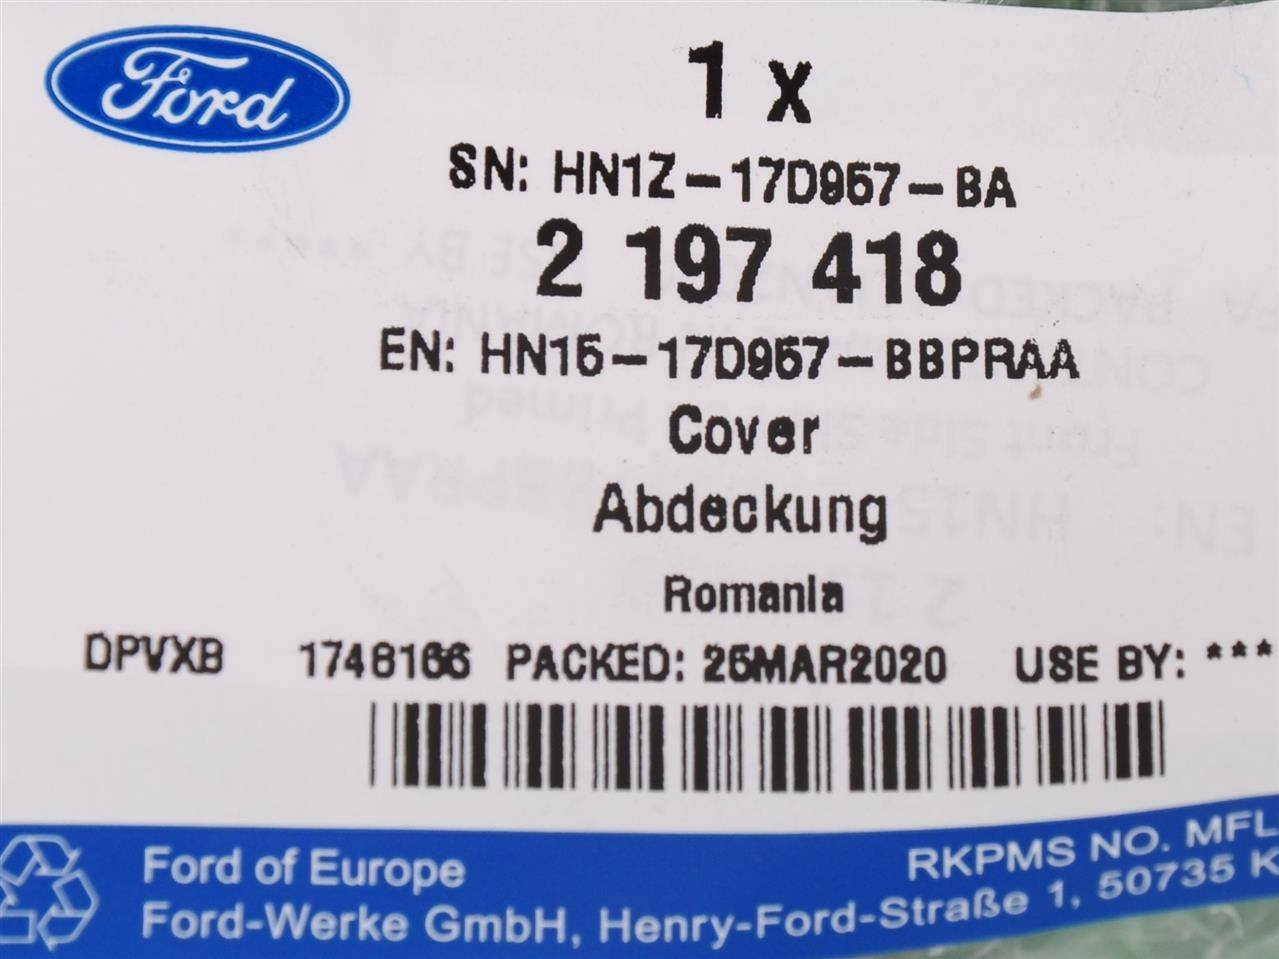 Ford
1 x
SN: HN1Z-17D957-BA
2 197 418
EN: HN15-17D957-BBPRAA
Cover
Abdeckung
Romania
DPVXB 1746166 PACKED: 25MAR2020 USE BY: ***
Ford of Europe
Ford-Werke GmbH, Henry-Ford-Straße 1, 50735 K
RKPMS NO. MFL